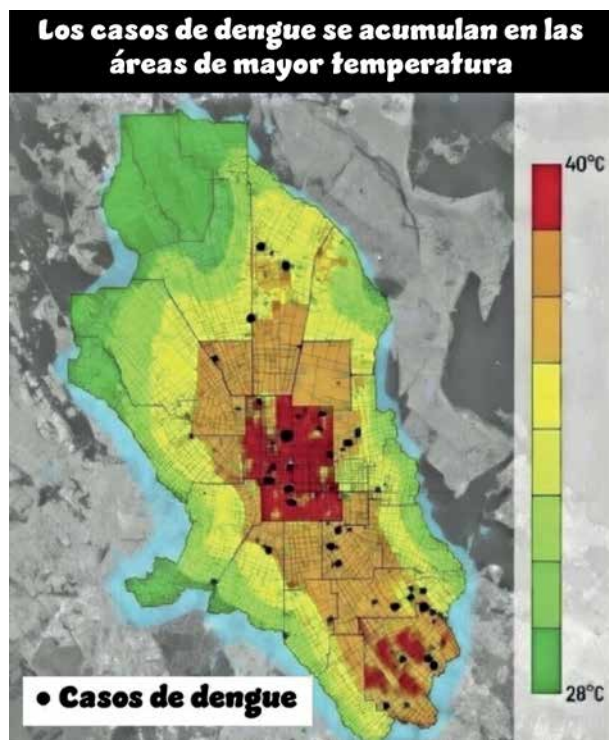 Los casos de dengue se acumulan en las
áreas de mayor temperatura
40°C
28°C
• Casos de dengue